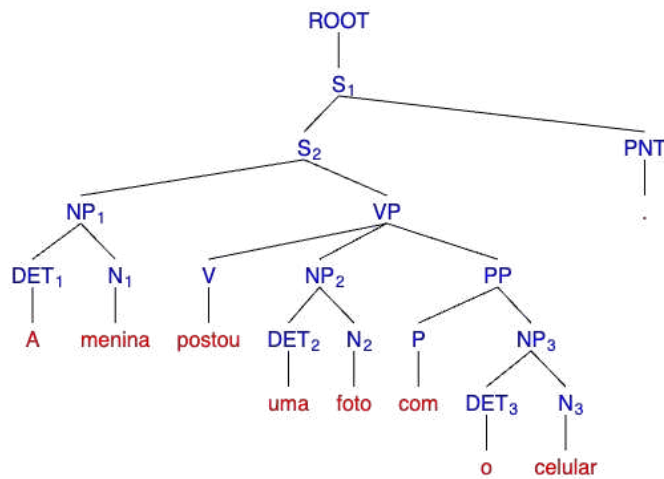 ROOT
S₁
S₂ PNT
NP₁ VP .
DET₁ N₁ V NP₂ PP
A menina postou DET₂ N₂ P NP₃
uma foto com DET₃ N₃
o celular